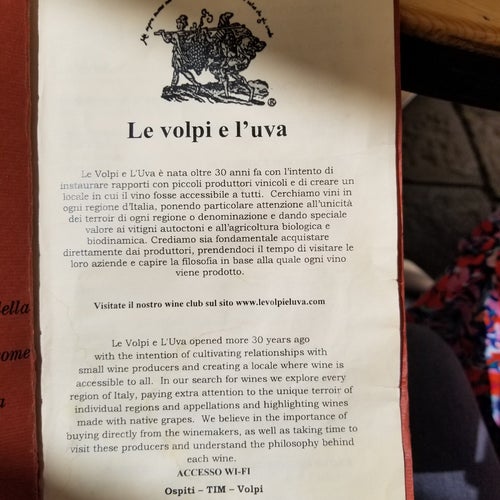 Le volpi e l'uva
Le Volpi e L'Uva è nata oltre 30 anni fa con l'intento di
instaurare rapporti con piccoli produttori vinicoli e di creare un
locale in cui il vino fosse accessibile a tutti. Cerchiamo vini in
ogni regione d'Italia, ponendo particolare attenzione all'unicità
dei terroir di ogni regione o denominazione e dando speciale
valore ai vitigni autoctoni e all'agricoltura biologica e
biodinamica. Crediamo sia fondamentale acquistare
direttamente dai produttori, prendendoci il tempo di visitare le
loro aziende e capire la filosofia in base alla quale ogni vino
viene prodotto.
Visitate il nostro wine club sul sito www.levolpieluva.com
Le Volpi e L'Uva opened more 30 years ago
with the intention of cultivating relationships with
small wine producers and creating a locale where wine is
accessible to all. In our search for wines we explore every
region of Italy, paying extra attention to the unique terroir of
individual regions and appellations and highlighting wines
made with native grapes. We believe in the importance of
buying directly from the winemakers, as well as taking time to
visit these producers and understand the philosophy behind
each wine.
ACCESSO WI-FI
Ospiti – TIM – Volpi
della
come
a